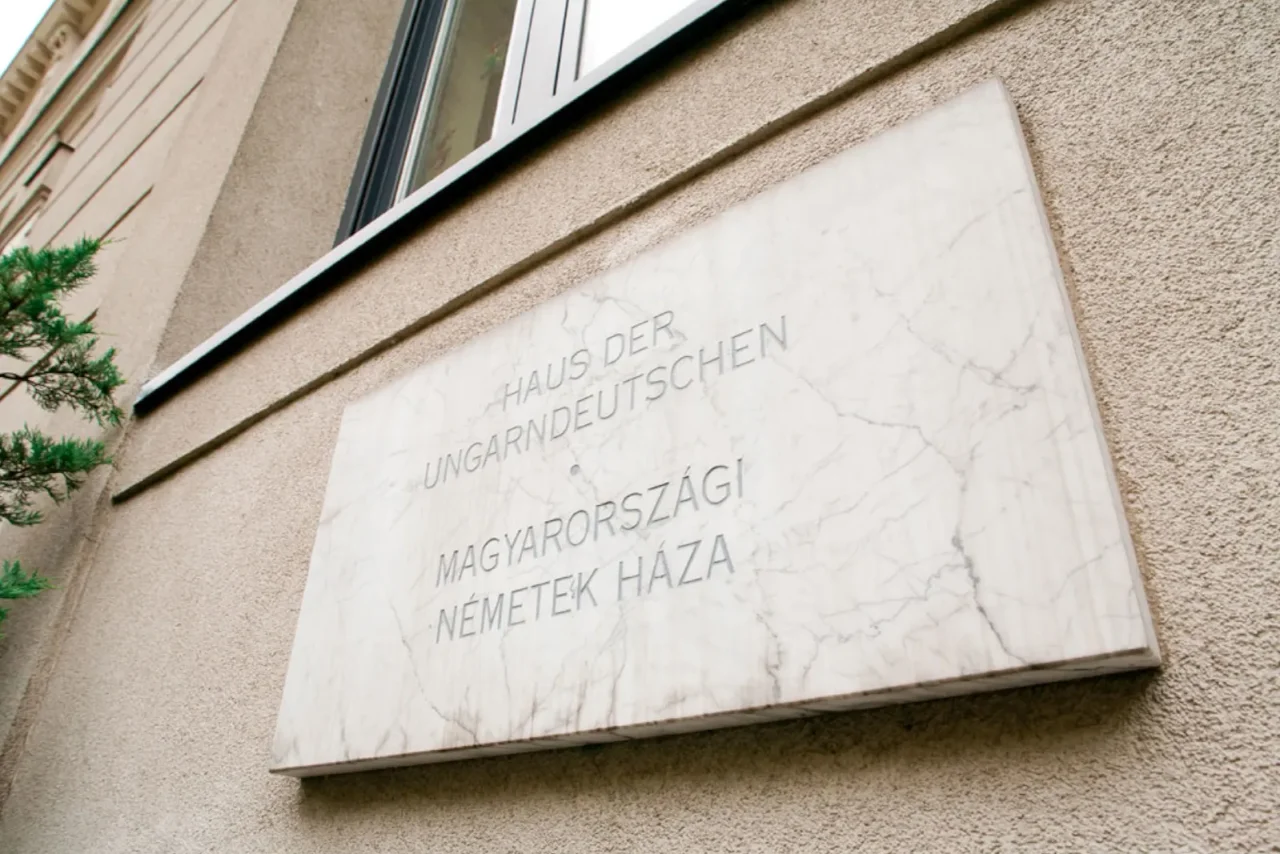 HAUS DER
UNGARNDEUTSCHEN
MAGYARORSZÁGI
NÉMETEK HÁZA